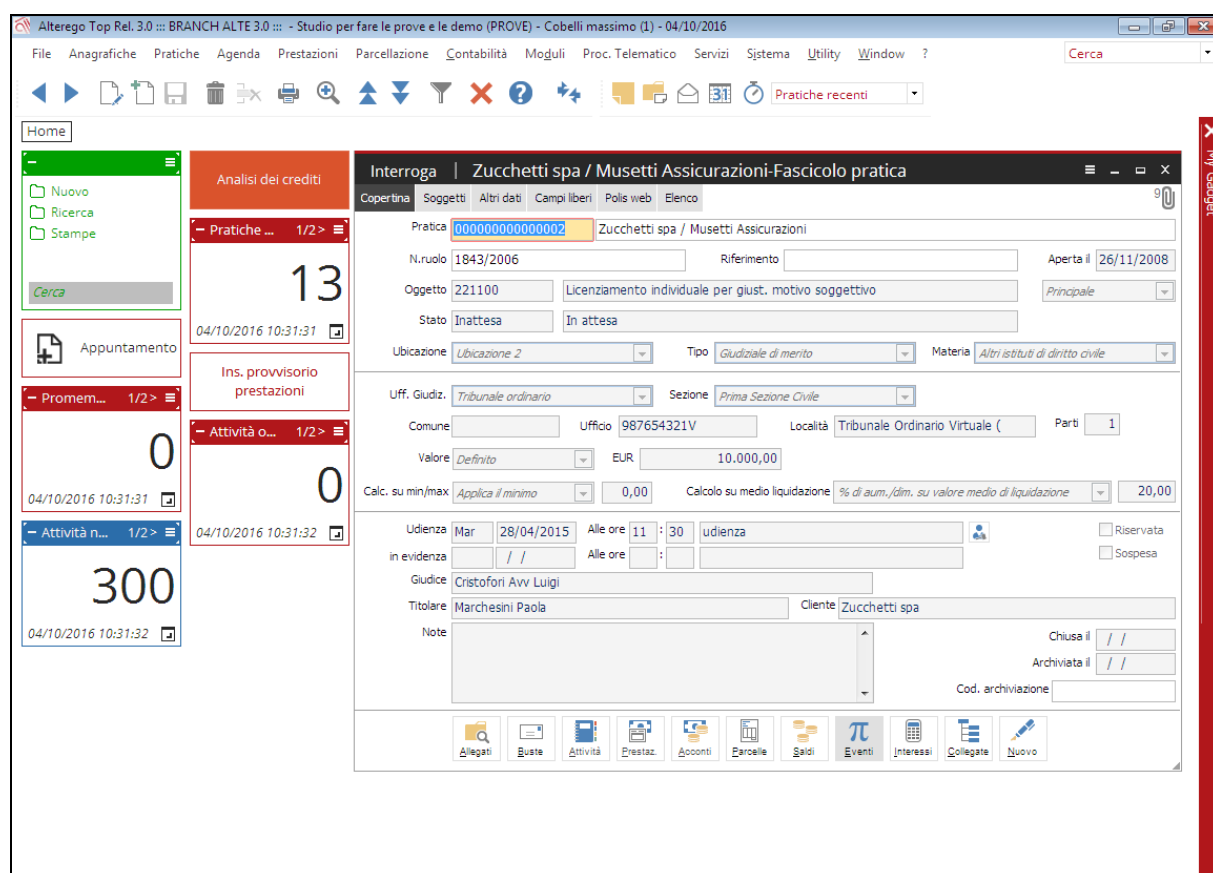 Alterego Top Rel. 3.0 ::: BRANCH ALTE 3.0 ::: - Studio per fare le prove e le demo (PROVE) - Cobelli massimo (1) - 04/10/2016
File Anagrafiche Pratiche Agenda Prestazioni Parcellazione Contabilità Moduli Proc. Telematico Servizi Sistema Utility Window ? Cerca
31 Pratiche recenti
Home
My Gadget
Nuovo
Ricerca
Stampe
Cerca
Appuntamento
Promem... 1/2 >
0
04/10/2016 10:31:31
Attività n... 1/2 >
300
04/10/2016 10:31:32
Analisi dei crediti
Pratiche ... 1/2 >
13
04/10/2016 10:31:31
Ins. provvisorio
prestazioni
Attività o... 1/2 >
0
04/10/2016 10:31:32
Interroga | Zucchetti spa / Musetti Assicurazioni-Fascicolo pratica
Copertina Soggetti Altri dati Campi liberi Polis web Elenco 9
Pratica 000000000000002 Zucchetti spa / Musetti Assicurazioni
N.ruolo 1843/2006 Riferimento Aperta il 26/11/2008
Oggetto 221100 Licenziamento individuale per giust. motivo soggettivo Principale
Stato Inattesa In attesa
Ubicazione Ubicazione 2 Tipo Giudiziale di merito Materia Altri istituti di diritto civile
Uff. Giudiz. Tribunale ordinario Sezione Prima Sezione Civile
Comune Ufficio 987654321V Località Tribunale Ordinario Virtuale ( Parti 1
Valore Definito EUR 10.000,00
Calc. su min/max Applica il minimo 0,00 Calcolo su medio liquidazione % di aum./dim. su valore medio di liquidazione 20,00
Udienza Mar 28/04/2015 Alle ore 11 : 30 udienza Riservata
in evidenza / / Alle ore : Sospesa
Giudice Cristofori Avv Luigi
Titolare Marchesini Paola Cliente Zucchetti spa
Note Chiusa il / /
Archiviata il / /
Cod. archiviazione
Allegati Buste Attività Prestaz. Acconti Parcelle Saldi Eventi Interessi Collegate Nuovo